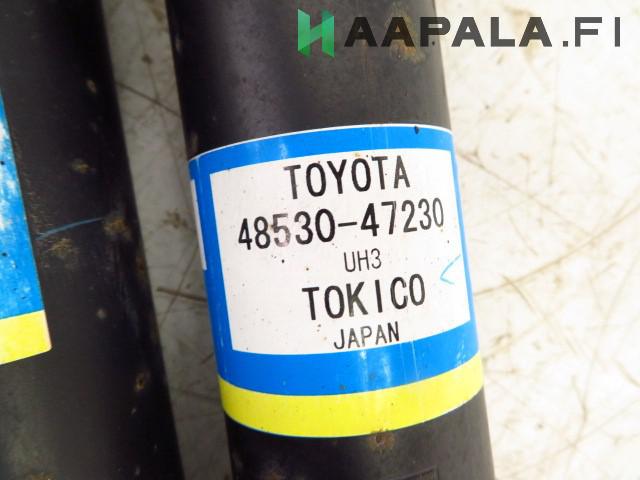 HAAPALA.FI
TOYOTA
48530-47230
UH3
TOKICO
JAPAN